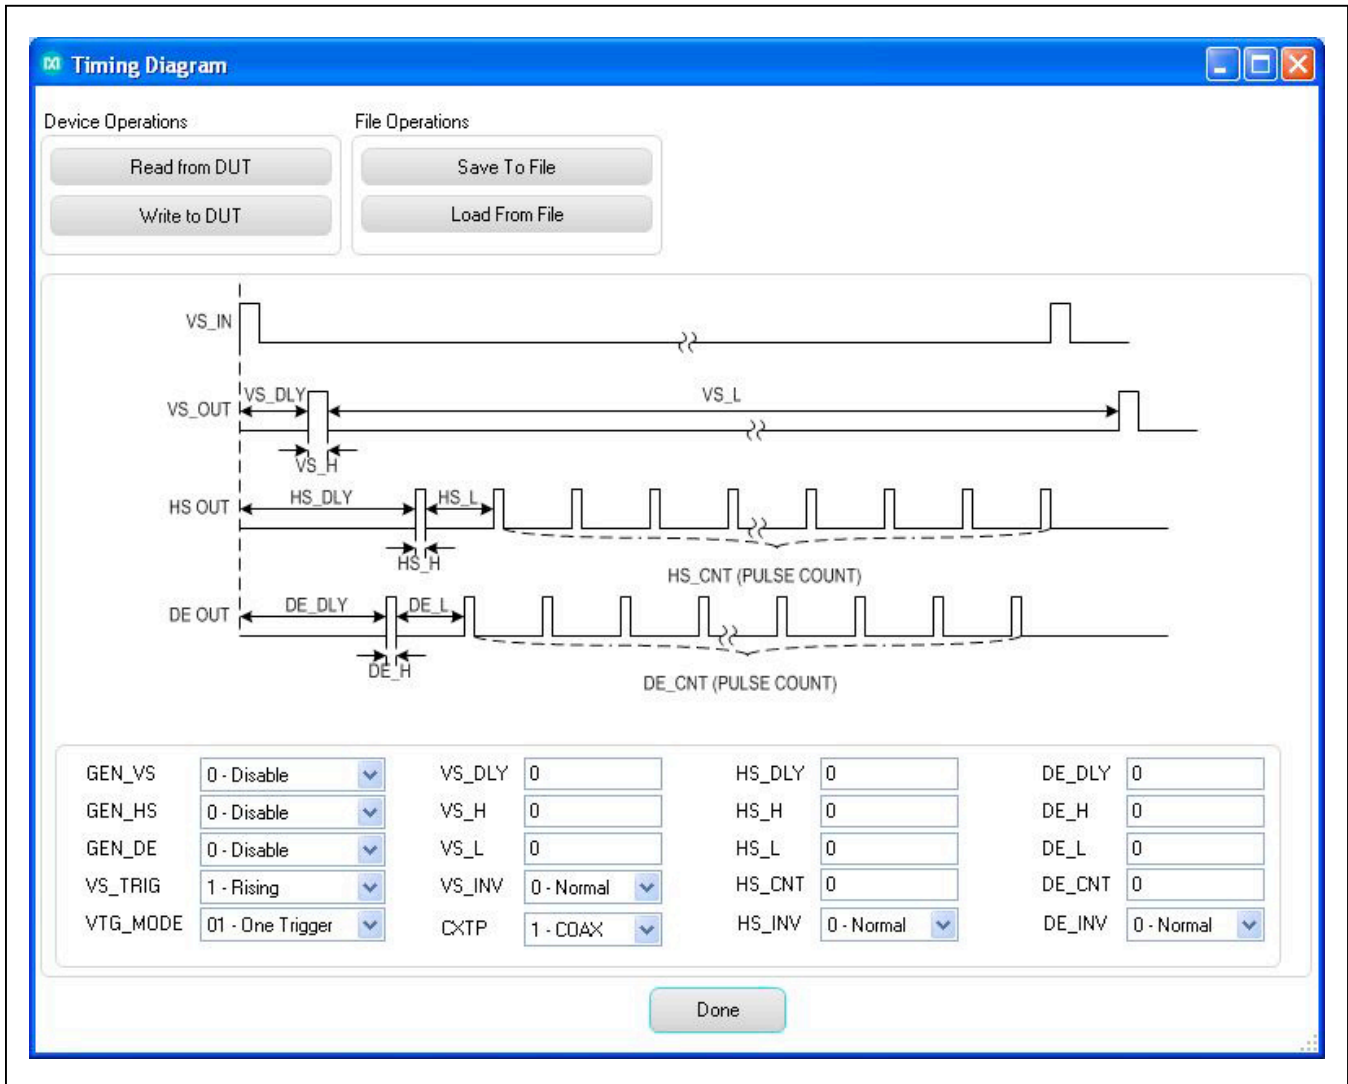 Timing Diagram
Device Operations
File Operations
Read from DUT
Save To File
Write to DUT
Load From File
VS_IN
VS_OUT
VS_DLY
VS_L
VS_H
HS OUT
HS_DLY
HS_L
HS_H
HS_CNT (PULSE COUNT)
DE OUT
DE_DLY
DE_L
DE_H
DE_CNT (PULSE COUNT)
GEN_VS 0 - Disable VS_DLY 0 HS_DLY 0 DE_DLY 0
GEN_HS 0 - Disable VS_H 0 HS_H 0 DE_H 0
GEN_DE 0 - Disable VS_L 0 HS_L 0 DE_L 0
VS_TRIG 1 - Rising VS_INV 0 - Normal HS_CNT 0 DE_CNT 0
VTG_MODE 01 - One Trigger CXTP 1 - COAX HS_INV 0 - Normal DE_INV 0 - Normal
Done